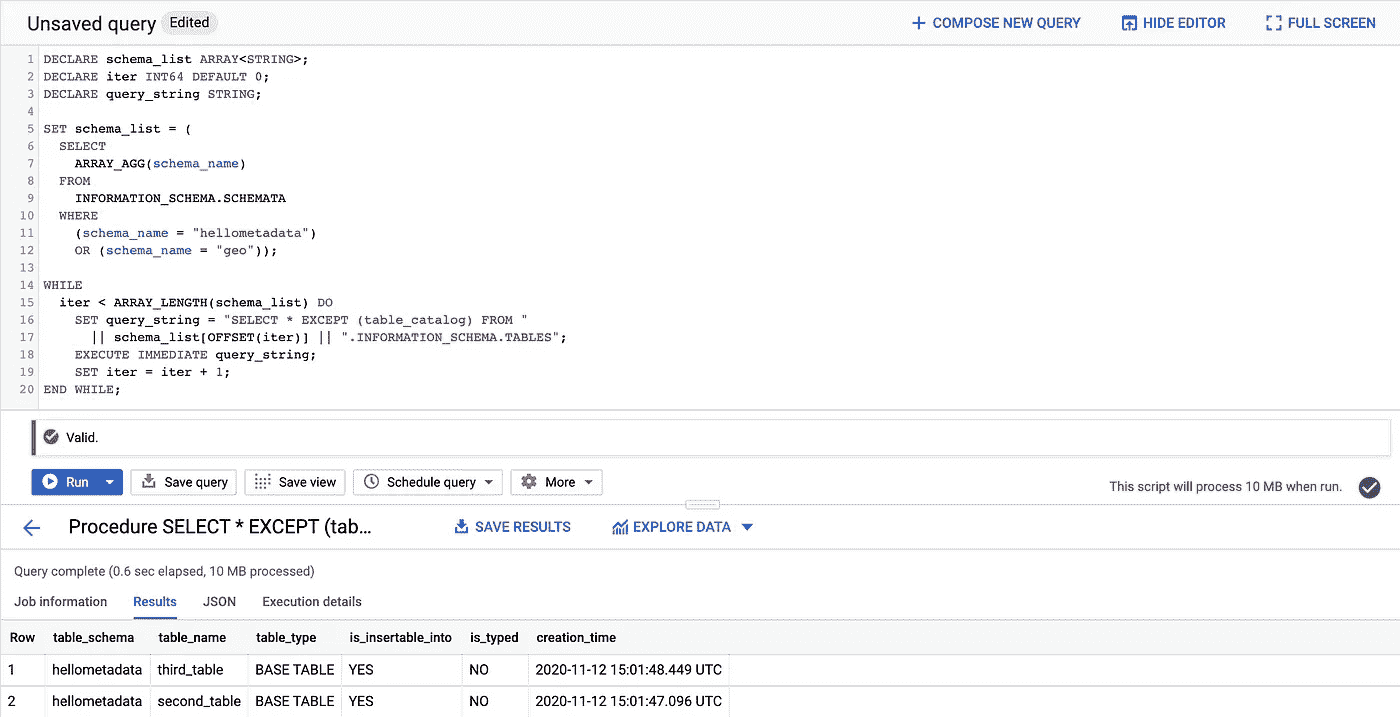 Unsaved query Edited COMPOSE NEW QUERY HIDE EDITOR FULL SCREEN
1 DECLARE schema_list ARRAY<STRING>;
2 DECLARE iter INT64 DEFAULT 0;
3 DECLARE query_string STRING;
4
5 SET schema_list = (
6 SELECT
7 ARRAY_AGG(schema_name)
8 FROM
9 INFORMATION_SCHEMA.SCHEMATA
10 WHERE
11 (schema_name = "hellometadata")
12 OR (schema_name = "geo"));
13
14 WHILE
15 iter < ARRAY_LENGTH(schema_list) DO
16 SET query_string = "SELECT * EXCEPT (table_catalog) FROM "
17 || schema_list[OFFSET(iter)] || ".INFORMATION_SCHEMA.TABLES";
18 EXECUTE IMMEDIATE query_string;
19 SET iter = iter + 1;
20 END WHILE;
Valid.
Run Save query Save view Schedule query More This script will process 10 MB when run.
Procedure SELECT * EXCEPT (tab... SAVE RESULTS EXPLORE DATA
Query complete (0.6 sec elapsed, 10 MB processed)
Job information Results JSON Execution details
Row table_schema table_name table_type is_insertable_into is_typed creation_time
1 hellometadata third_table BASE TABLE YES NO 2020-11-12 15:01:48.449 UTC
2 hellometadata second_table BASE TABLE YES NO 2020-11-12 15:01:47.096 UTC